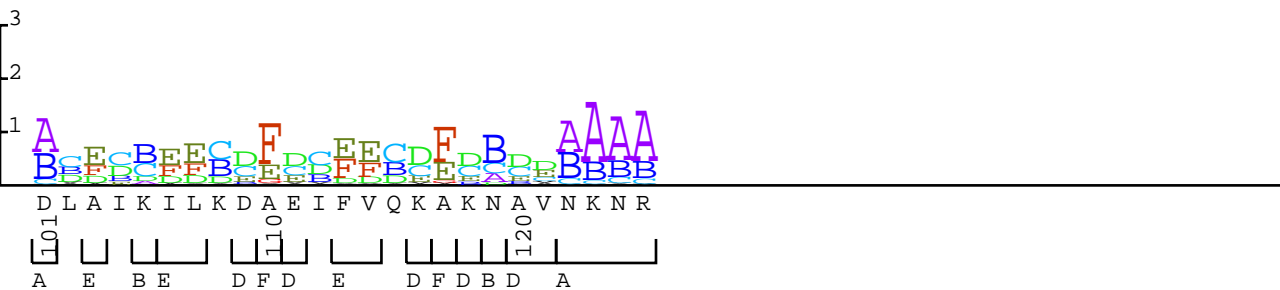 3
2
1
A C E C B E E C D F D C E E C D F D B D D A A A A
B B F D C F F B C E C D F F B C E C C C E B B B B
D L A I K I L K D A E I F V Q K A K N A V N K N R
101 110 120
A E B E D F D E D F D B D A